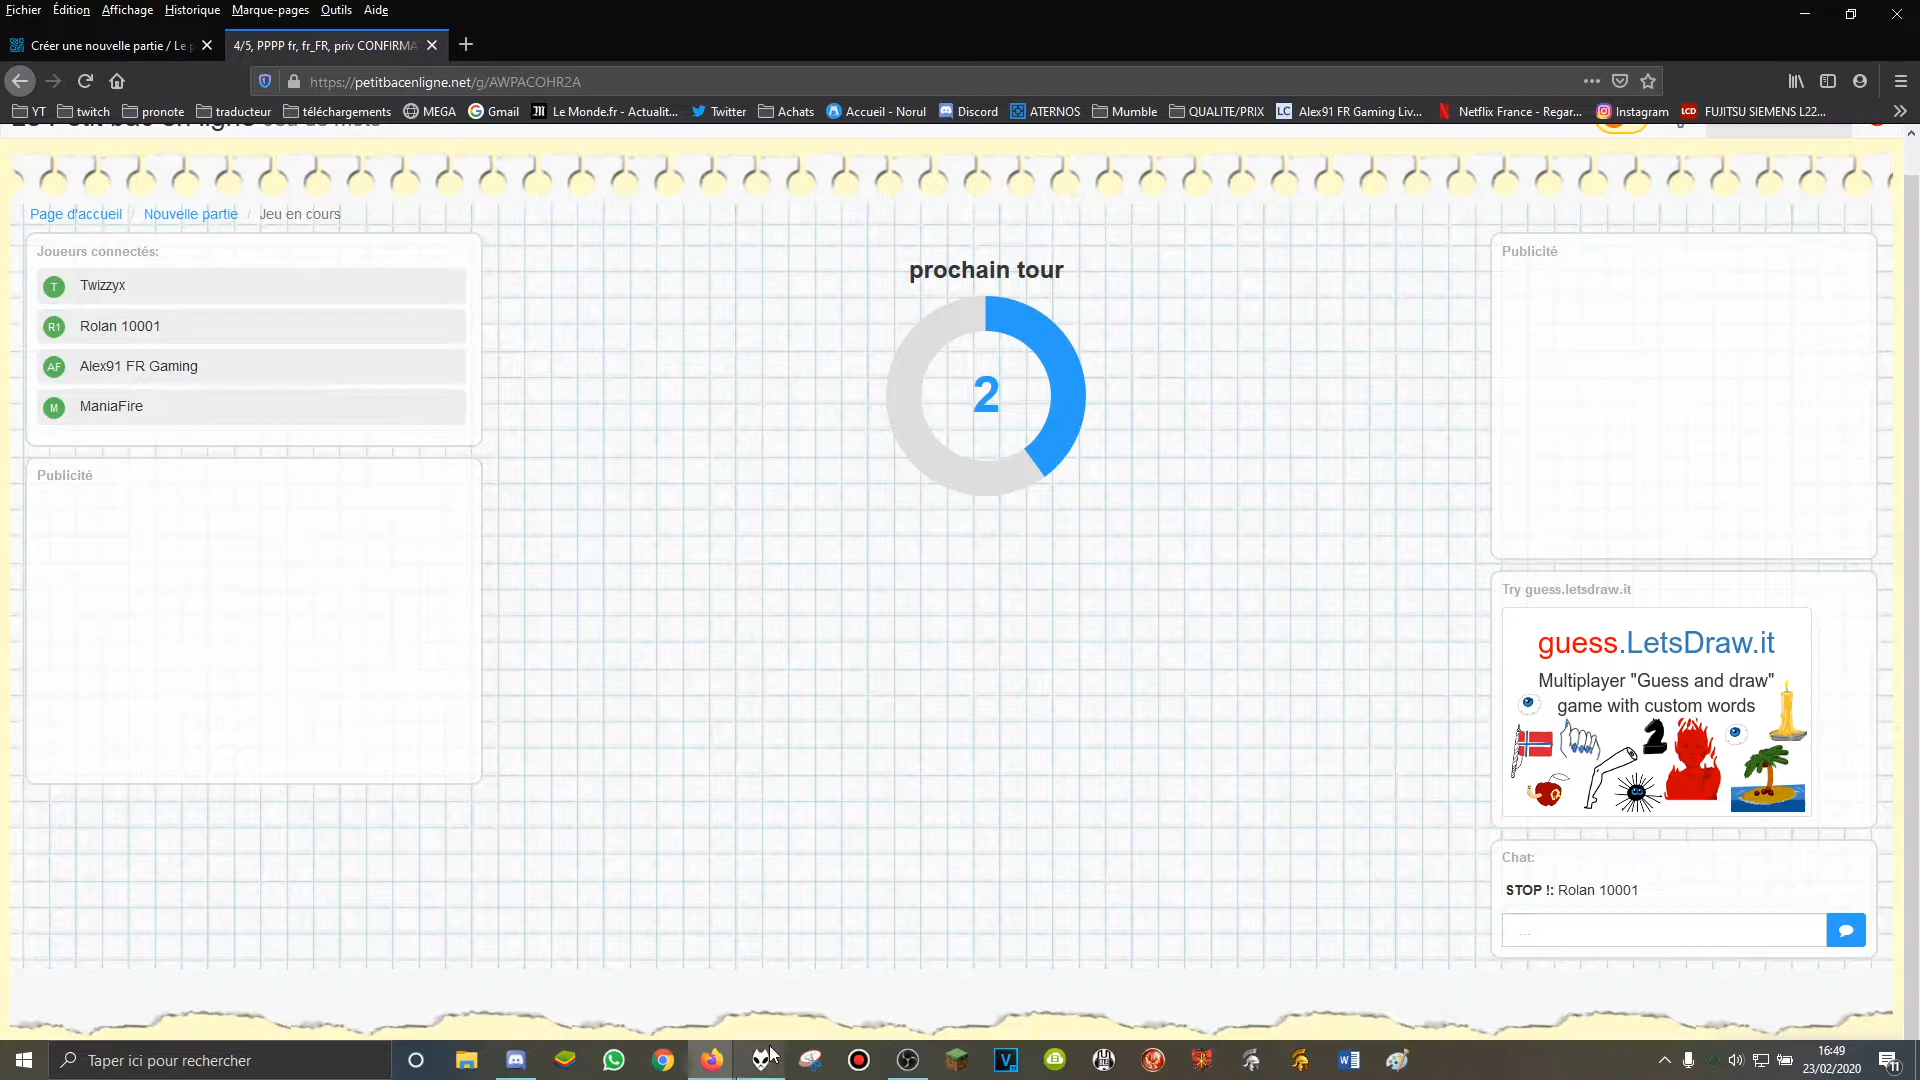 Fichier Édition Affichage Historique Marque-pages Outils Aide
Créer une nouvelle partie / Le p
4/5, PPPP fr, fr_FR, priv CONFIRMA
https://petitbacenligne.net/g/AWPACOHR2A
YT twitch pronote traducteur téléchargements MEGA Gmail Le Monde.fr - Actualit... Twitter Achats Accueil - Norul Discord ATERNOS Mumble QUALITE/PRIX Alex91 FR Gaming Liv... Netflix France - Regar... Instagram FUJITSU SIEMENS L22...
Page d'accueil / Nouvelle partie / Jeu en cours
Joueurs connectés:
T Twizzyx
R1 Rolan 10001
AF Alex91 FR Gaming
M ManiaFire
Publicité
prochain tour
2
Publicité
Try guess.letsdraw.it
guess.LetsDraw.it
Multiplayer "Guess and draw"
game with custom words
Chat:
STOP !: Rolan 10001
...
Taper ici pour rechercher
16:49
23/02/2020
11